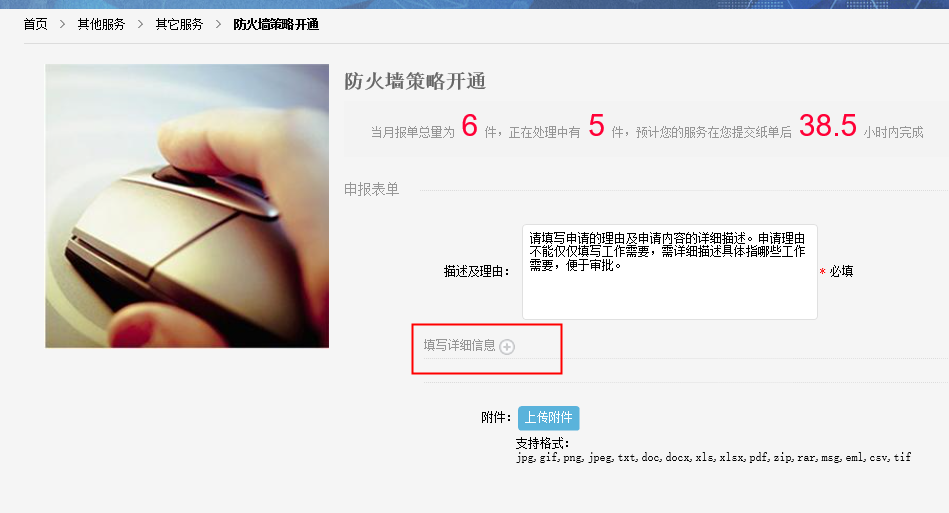 首页 > 其他服务 > 其它服务 > 防火墙策略开通
防火墙策略开通
当月报单总量为 6 件，正在处理中有 5 件，预计您的服务在您提交纸单后 38.5 小时内完成
申报表单
请填写申请的理由及申请内容的详细描述。申请理由
不能仅仅填写工作需要，需详细描述具体指哪些工作
需要，便于审批。
描述及理由：
* 必填
填写详细信息
附件： 上传附件
支持格式：
jpg,gif,png,jpeg,txt,doc,docx,xls,xlsx,pdf,zip,rar,msg,eml,csv,tif